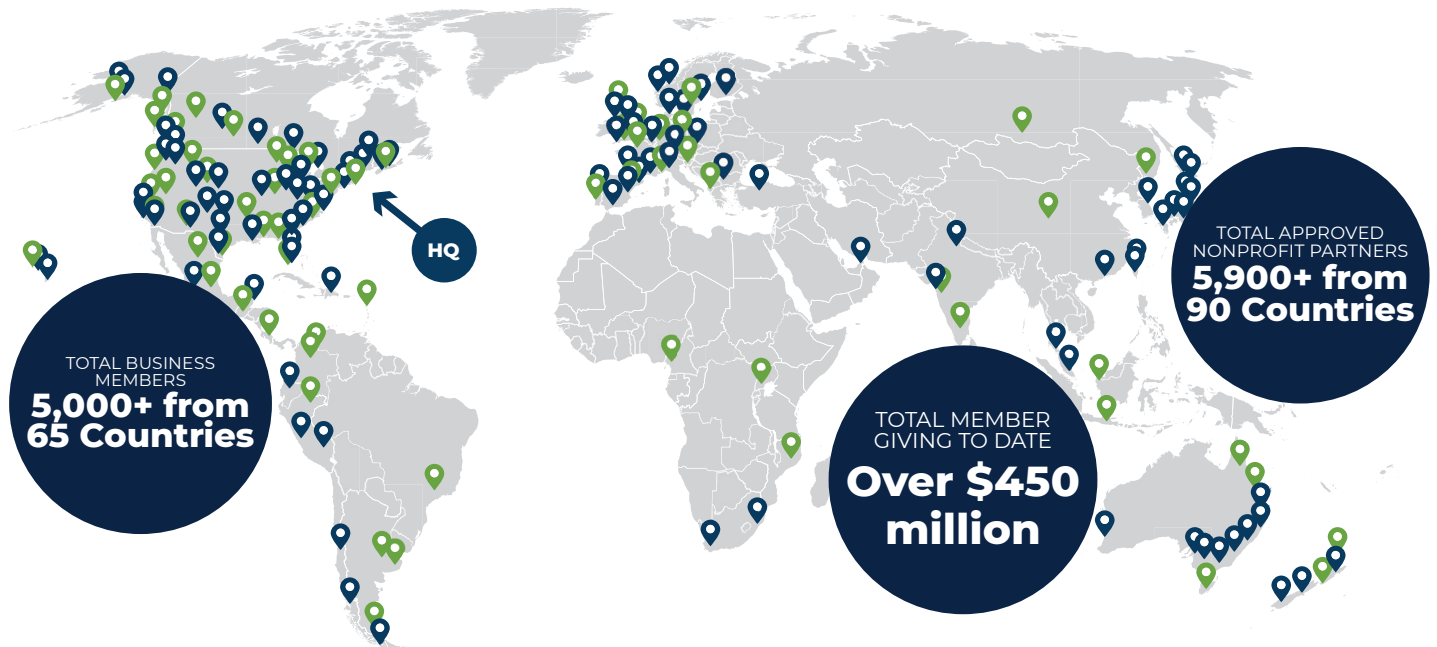 HQ
TOTAL APPROVED
NONPROFIT PARTNERS
5,900+ from
90 Countries
TOTAL BUSINESS
MEMBERS
5,000+ from
65 Countries
TOTAL MEMBER
GIVING TO DATE
Over $450
million